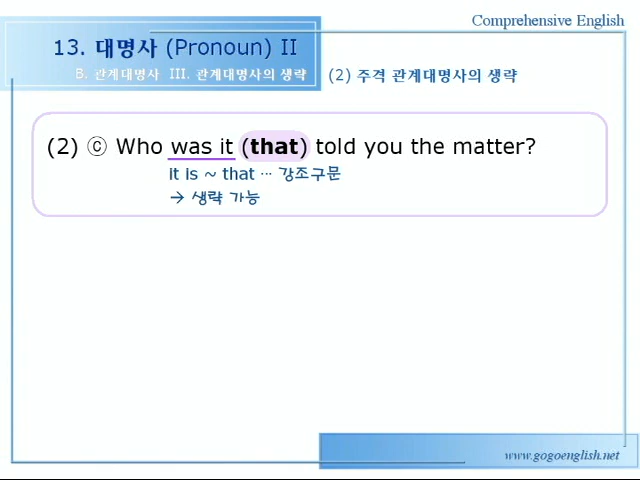 Comprehensive English
13. 대명사 (Pronoun) II
B. 관계대명사 III. 관계대명사의 생략
(2) 주격 관계대명사의 생략
(2) ⓒ Who was it (that) told you the matter?
it is ~ that … 강조구문
→ 생략 가능
www.gogoenglish.net